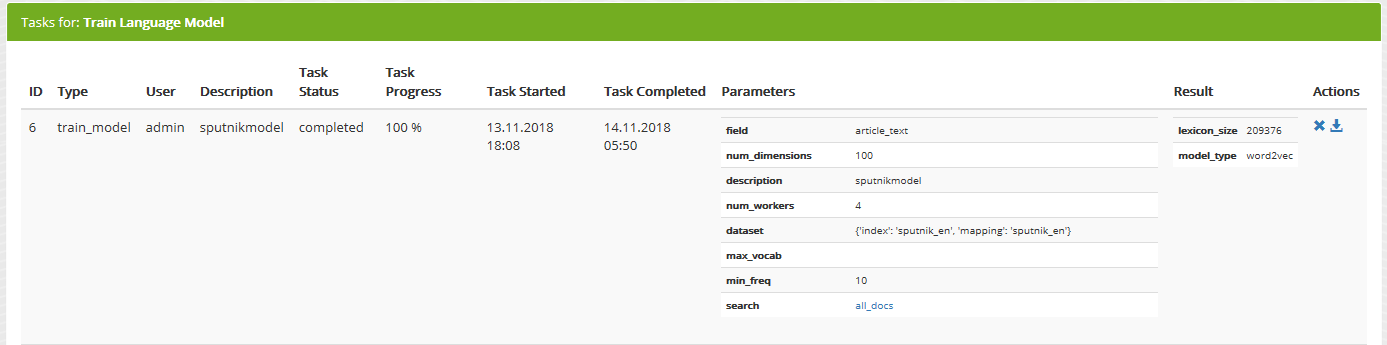 Tasks for: Train Language Model
ID Type User Description Task Status Task Progress Task Started Task Completed Parameters Result Actions
6 train_model admin sputnikmodel completed 100 % 13.11.2018 18:08 14.11.2018 05:50
field article_text
num_dimensions 100
description sputnikmodel
num_workers 4
dataset {'index': 'sputnik_en', 'mapping': 'sputnik_en'}
max_vocab
min_freq 10
search all_docs
lexicon_size 209376
model_type word2vec